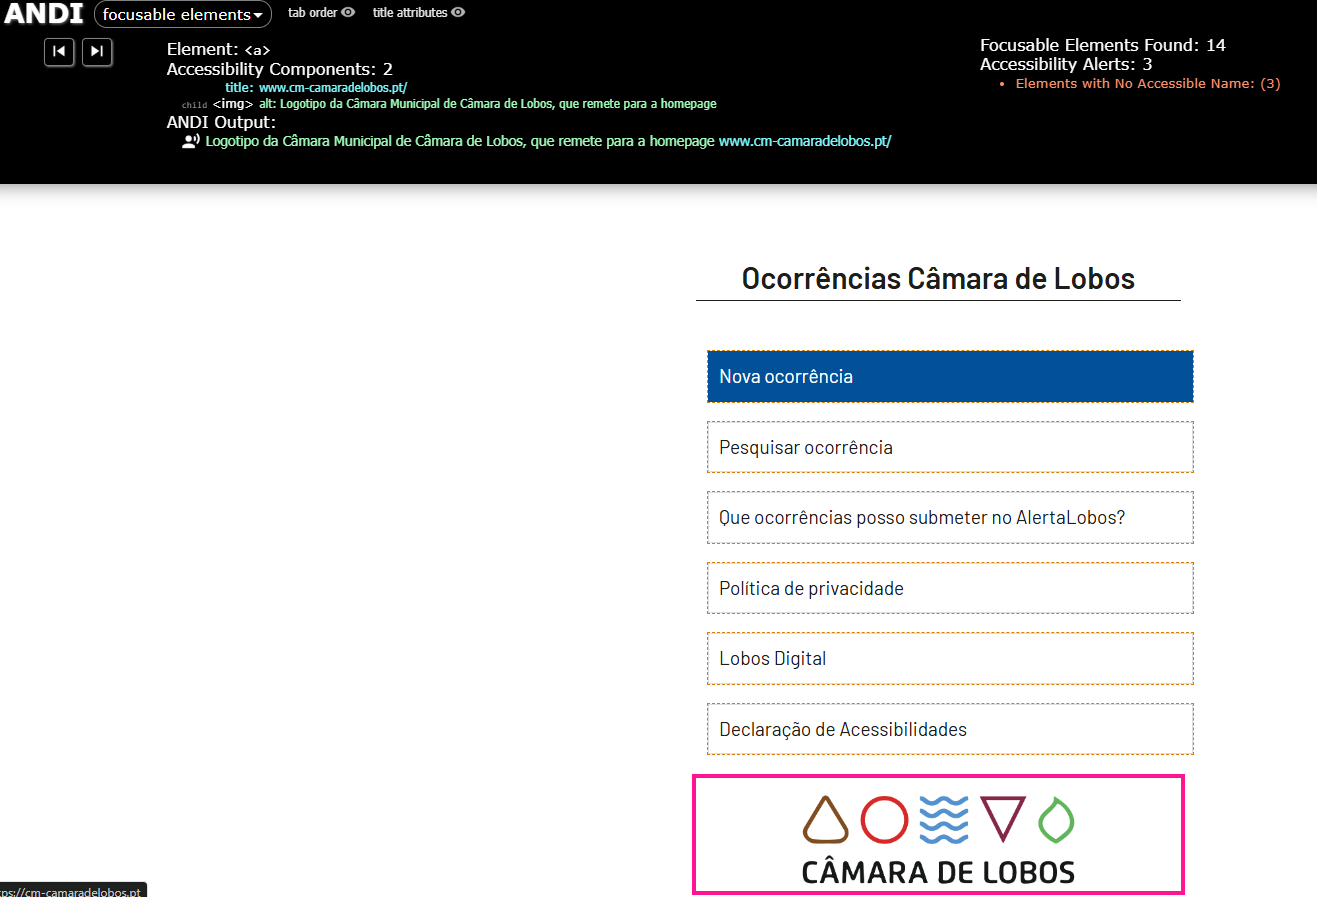 ANDI focusable elements tab order title attributes
Element: <a>
Accessibility Components: 2
title: www.cm-camaradelobos.pt/
child <img> alt: Logotipo da Câmara Municipal de Câmara de Lobos, que remete para a homepage
ANDI Output:
Logotipo da Câmara Municipal de Câmara de Lobos, que remete para a homepage www.cm-camaradelobos.pt/
Focusable Elements Found: 14
Accessibility Alerts: 3
• Elements with No Accessible Name: (3)
Ocorrências Câmara de Lobos
Nova ocorrência
Pesquisar ocorrência
Que ocorrências posso submeter no AlertaLobos?
Política de privacidade
Lobos Digital
Declaração de Acessibilidades
CÂMARA DE LOBOS
ps://cm-camaradelobos.pt